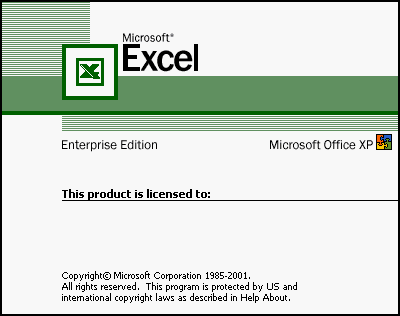 Microsoft®
Excel
Enterprise Edition
Microsoft Office XP
This product is licensed to:
Copyright© Microsoft Corporation 1985-2001.
All rights reserved.  This program is protected by US and
international copyright laws as described in Help About.